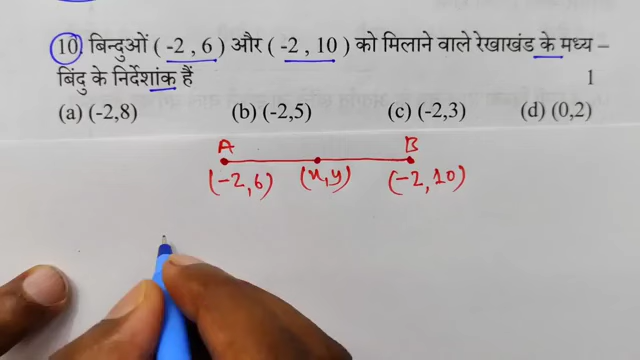 10. बिन्दुओं ( -2 , 6 ) और ( -2 , 10 ) को मिलाने वाले रेखाखंड के मध्य –
बिंदु के निर्देशांक हैं 1
(a) (-2,8) (b) (-2,5) (c) (-2,3) (d) (0,2)
A B
(-2,6) (x,y) (-2,10)